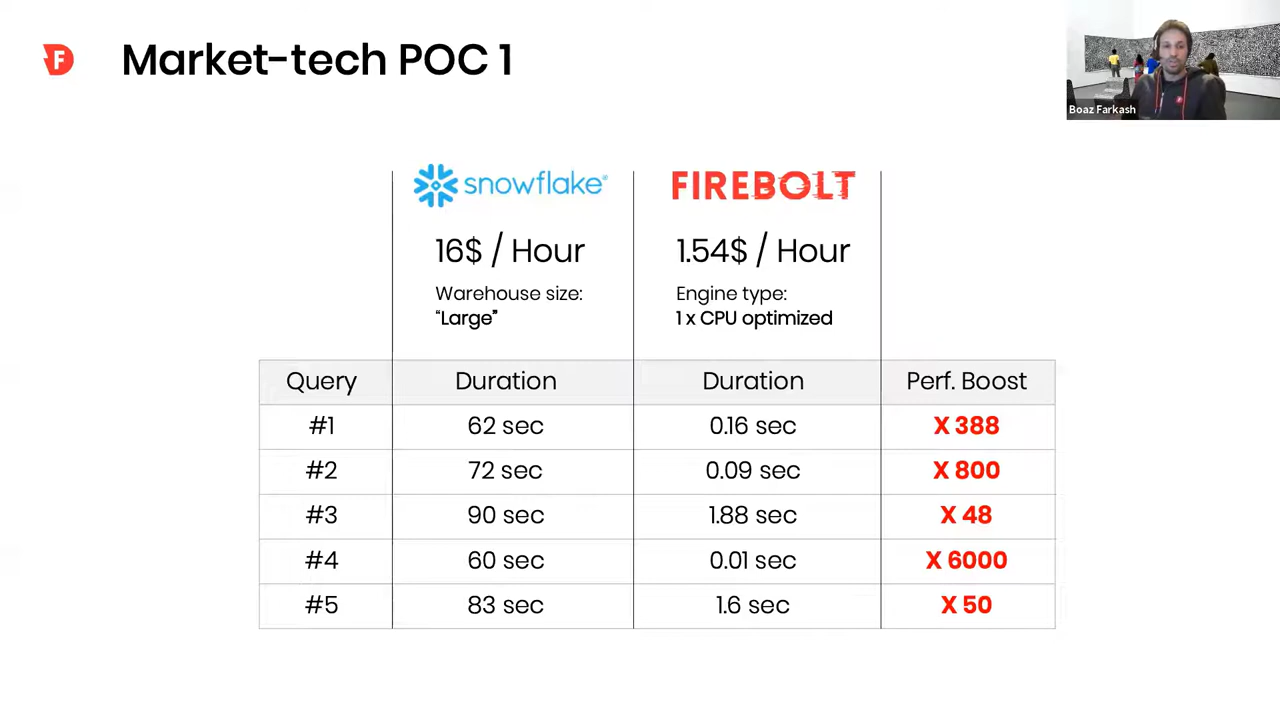 F
Market-tech POC 1
Boaz Farkash
snowflake® FIREBOLT
16$ / Hour 1.54$ / Hour
Warehouse size: Engine type:
“Large” 1 x CPU optimized
Query Duration Duration Perf. Boost
#1 62 sec 0.16 sec X 388
#2 72 sec 0.09 sec X 800
#3 90 sec 1.88 sec X 48
#4 60 sec 0.01 sec X 6000
#5 83 sec 1.6 sec X 50